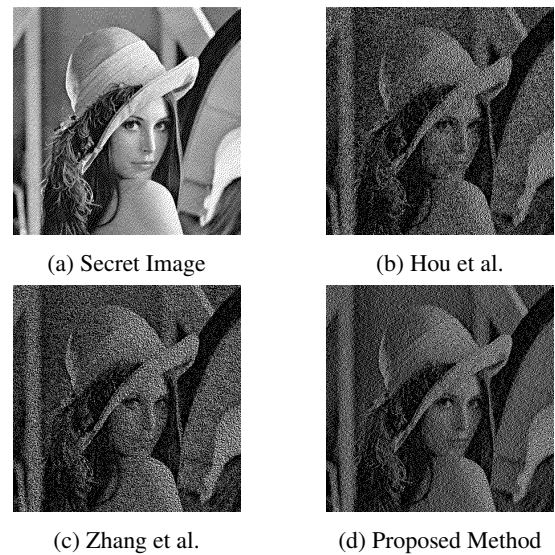 (a) Secret Image
(b) Hou et al.
(c) Zhang et al.
(d) Proposed Method